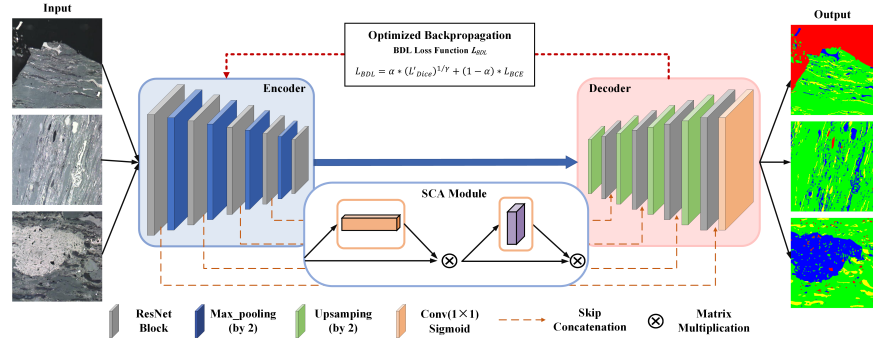 Input
Optimized Backpropagation
BDL Loss Function L_BDL
L_BDL = α * (L'_Dice)^1/γ + (1 − α) * L_BCE
Output
Encoder
Decoder
SCA Module
ResNet
Block
Max_pooling
(by 2)
Upsamping
(by 2)
Conv(1×1)
Sigmoid
Skip
Concatenation
Matrix
Multiplication